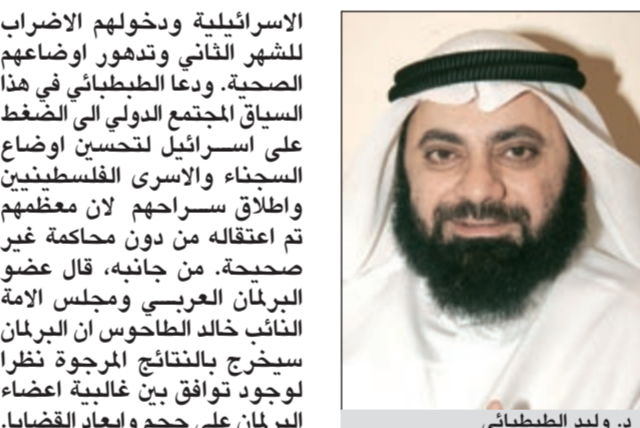 الاسرائيلية ودخولهم الاضراب
للشهر الثاني وتدهور اوضاعهم
الصحية. ودعا الطبطبائي في هذا
السياق المجتمع الدولي الى الضغط
على اسرائيل لتحسين اوضاع
السجناء والاسرى الفلسطينيين
واطلاق سراحهم لان معظمهم
تم اعتقاله من دون محاكمة غير
صحيحة. من جانبه، قال عضو
البرلمان العربي ومجلس الامة
النائب خالد الطاحوس ان البرلمان
سيخرج بالنتائج المرجوة نظرا
لوجود توافق بين غالبية اعضاء
البرلمان على حجم وابعاد القضايا.
د. وليد الطبطبائي